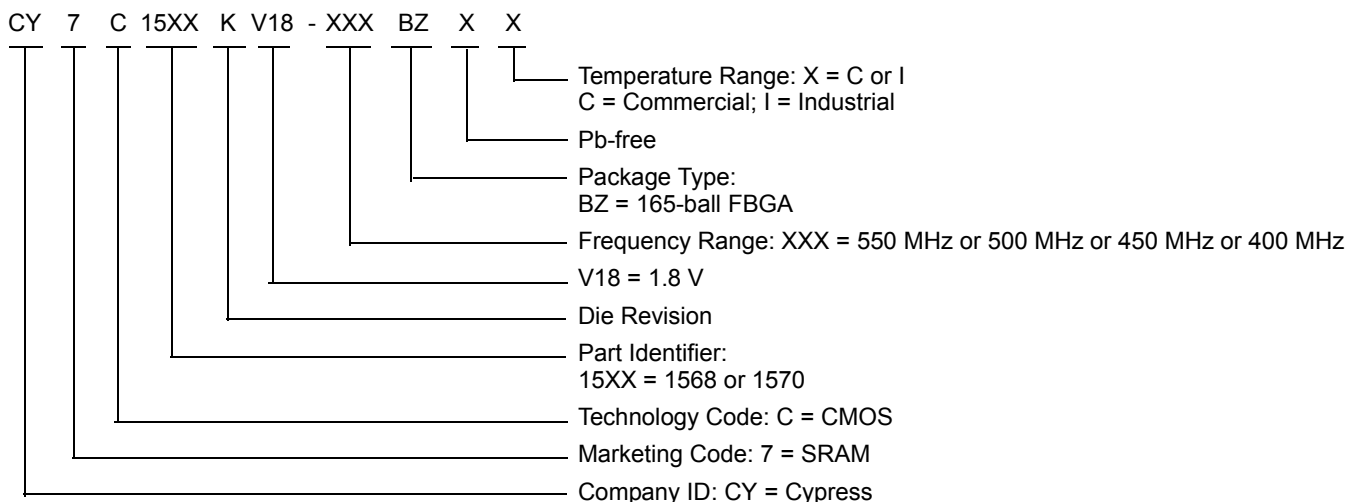 CY 7 C 15XX K V18 - XXX BZ X X
Temperature Range: X = C or I
C = Commercial; I = Industrial
Pb-free
Package Type:
BZ = 165-ball FBGA
Frequency Range: XXX = 550 MHz or 500 MHz or 450 MHz or 400 MHz
V18 = 1.8 V
Die Revision
Part Identifier:
15XX = 1568 or 1570
Technology Code: C = CMOS
Marketing Code: 7 = SRAM
Company ID: CY = Cypress